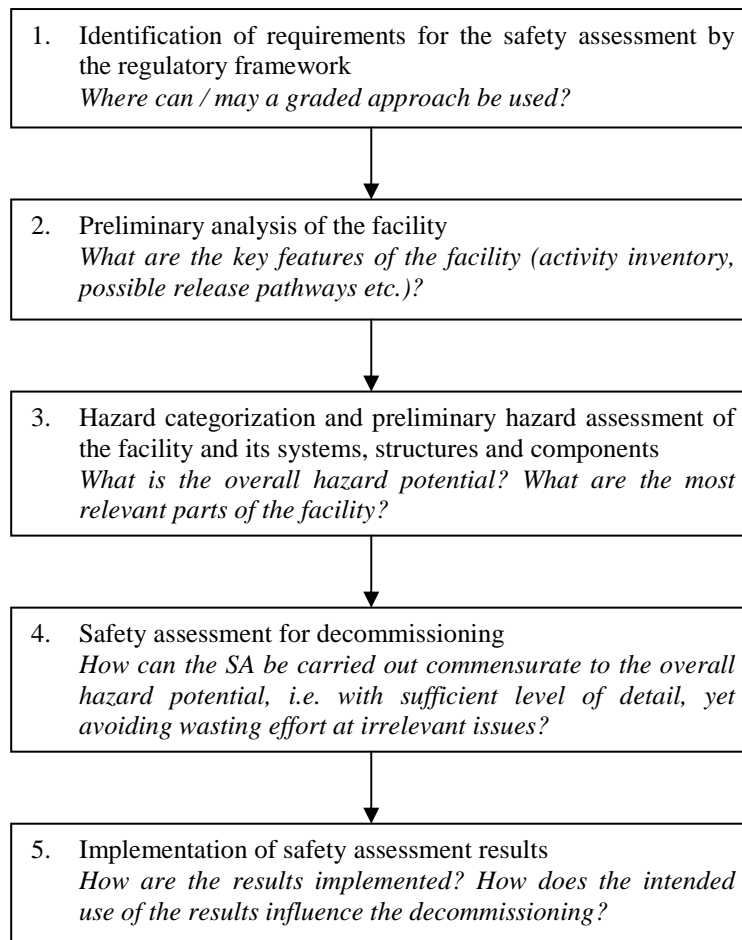 1. Identification of requirements for the safety assessment by
the regulatory framework
Where can / may a graded approach be used?
2. Preliminary analysis of the facility
What are the key features of the facility (activity inventory,
possible release pathways etc.)?
3. Hazard categorization and preliminary hazard assessment of
the facility and its systems, structures and components
What is the overall hazard potential? What are the most
relevant parts of the facility?
4. Safety assessment for decommissioning
How can the SA be carried out commensurate to the overall
hazard potential, i.e. with sufficient level of detail, yet
avoiding wasting effort at irrelevant issues?
5. Implementation of safety assessment results
How are the results implemented? How does the intended
use of the results influence the decommissioning?